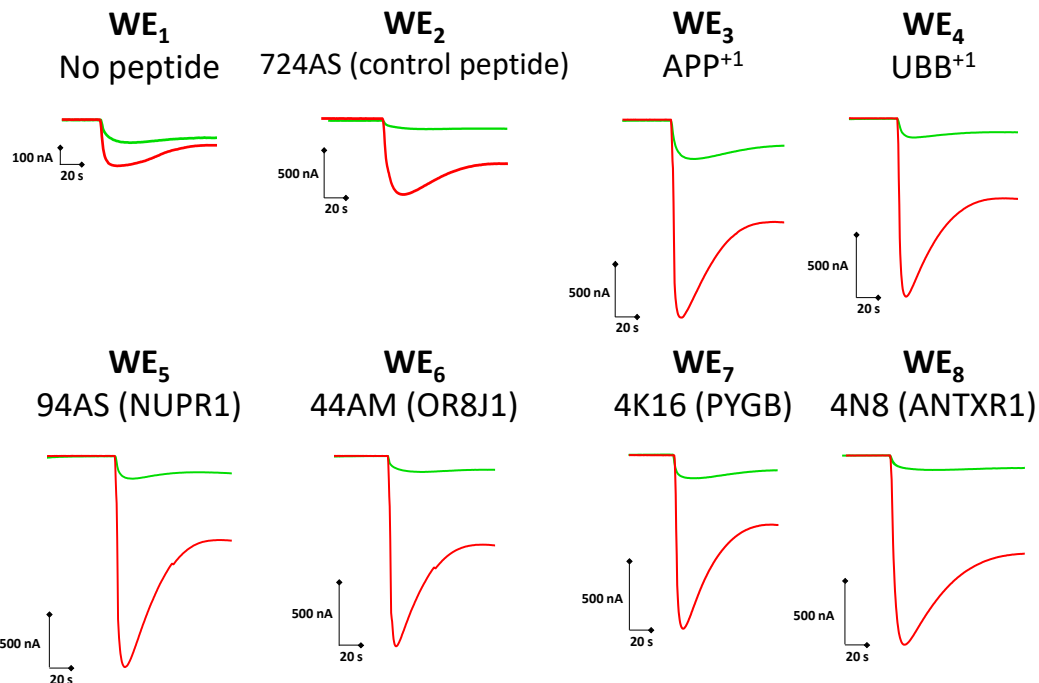 WE₁
No peptide
100 nA
20 s
WE₂
724AS (control peptide)
500 nA
20 s
WE₃
APP⁺¹
500 nA
20 s
WE₄
UBB⁺¹
500 nA
20 s
WE₅
94AS (NUPR1)
500 nA
20 s
WE₆
44AM (OR8J1)
500 nA
20 s
WE₇
4K16 (PYGB)
500 nA
20 s
WE₈
4N8 (ANTXR1)
500 nA
20 s